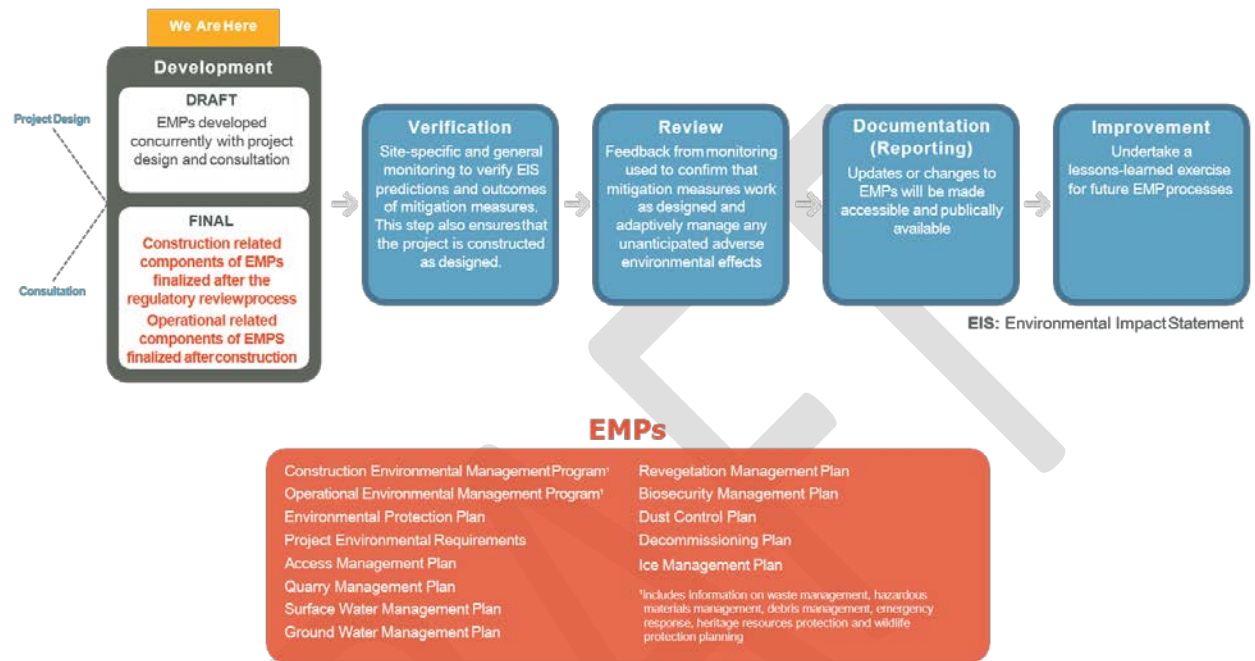 We Are Here
Development
DRAFT
EMPs developed
concurrently with project
design and consultation
FINAL
Construction related
components of EMPs
finalized after the
regulatory reviewprocess
Operational related
components of EMPS
finalized afterconstruction
Project Design
Consultation
Verification
Site-specific and general
monitoring to verify EIS
predictions and outcomes
of mitigation measures.
This step also ensures that
the project is constructed
as designed.
Review
Feedback from monitoring
used to confirm that
mitigation measures work
as designed and
adaptively manage any
unanticipated adverse
environmental effects
Documentation
(Reporting)
Updates or changes to
EMPs will be made
accessible and publically
available
Improvement
Undertake a
lessons-learned exercise
for future EMP processes
EIS: Environmental Impact Statement
EMPs
Construction Environmental Management Program¹
Operational Environmental Management Program¹
Environmental Protection Plan
Project Environmental Requirements
Access Management Plan
Quarry Management Plan
Surface Water Management Plan
Ground Water Management Plan
Revegetation Management Plan
Biosecurity Management Plan
Dust Control Plan
Decommissioning Plan
Ice Management Plan
¹Includes information on waste management, hazardous
materials management, debris management, emergency
response, heritage resources protection and wildlife
protection planning